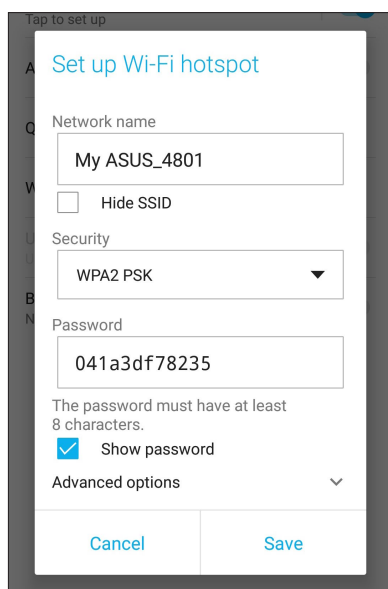 Tap to set up
Set up Wi-Fi hotspot
Network name
My ASUS_4801
Hide SSID
Security
WPA2 PSK
Password
041a3df78235
The password must have at least
8 characters.
Show password
Advanced options
Cancel
Save